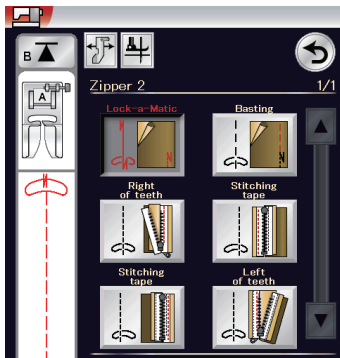 B
A
Zipper 2 1/1
Lock-a-Matic Basting
Right
of teeth
Stitching
tape
Stitching
tape
Left
of teeth